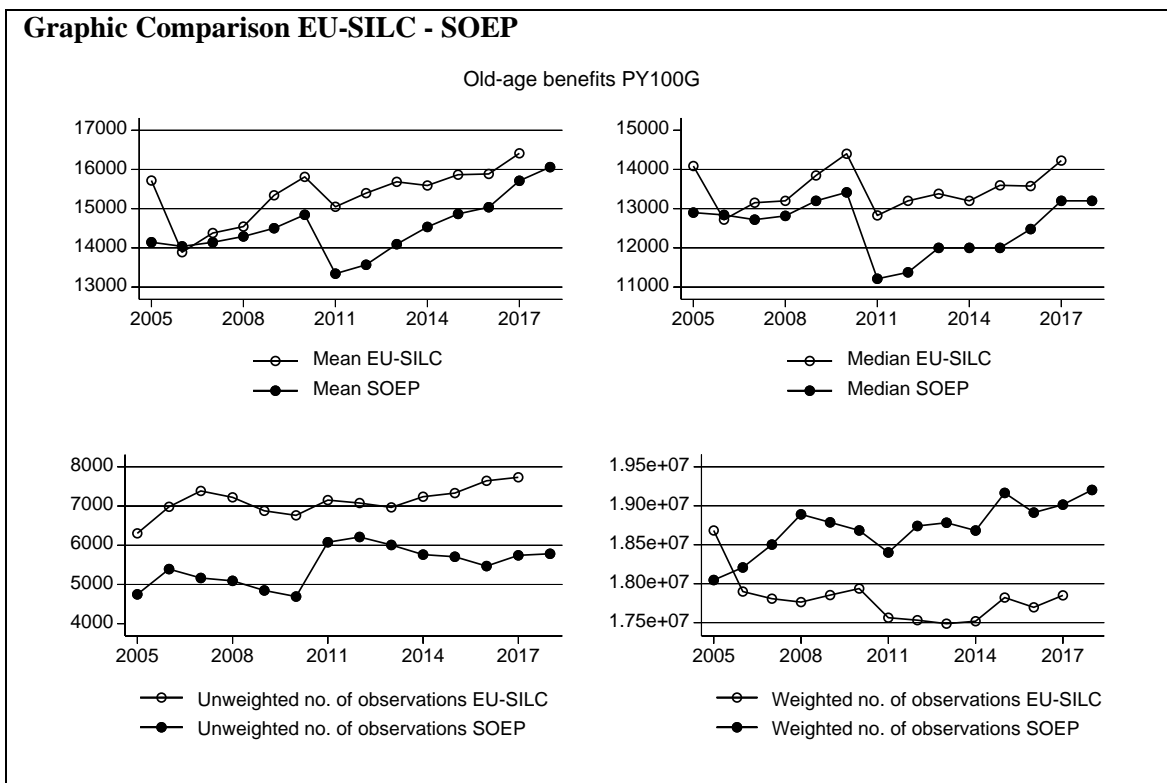 Graphic Comparison EU-SILC - SOEP
Old-age benefits PY100G
17000
16000
15000
14000
13000
2005 2008 2011 2014 2017
Mean EU-SILC
Mean SOEP
15000
14000
13000
12000
11000
2005 2008 2011 2014 2017
Median EU-SILC
Median SOEP
8000
7000
6000
5000
4000
2005 2008 2011 2014 2017
Unweighted no. of observations EU-SILC
Unweighted no. of observations SOEP
1.95e+07
1.90e+07
1.85e+07
1.80e+07
1.75e+07
2005 2008 2011 2014 2017
Weighted no. of observations EU-SILC
Weighted no. of observations SOEP